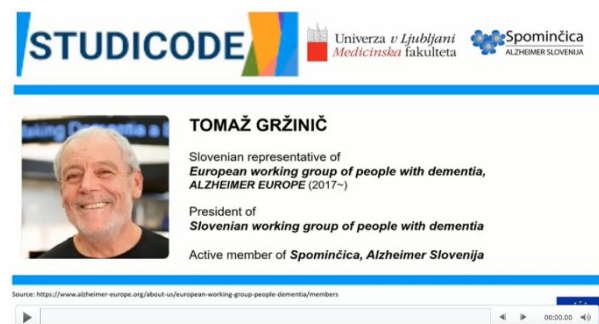 STUDICODE
Univerza v Ljubljani
Medicinska fakulteta
Spominčica
ALZHEIMER SLOVENIJA
Making Dementia a
TOMAŽ GRŽINIČ
Slovenian representative of
European working group of people with dementia,
ALZHEIMER EUROPE (2017~)
President of
Slovenian working group of people with dementia
Active member of Spominčica, Alzheimer Slovenija
Source: https://www.alzheimer-europe.org/about-us/european-working-group-people-dementia/members
00:00.00